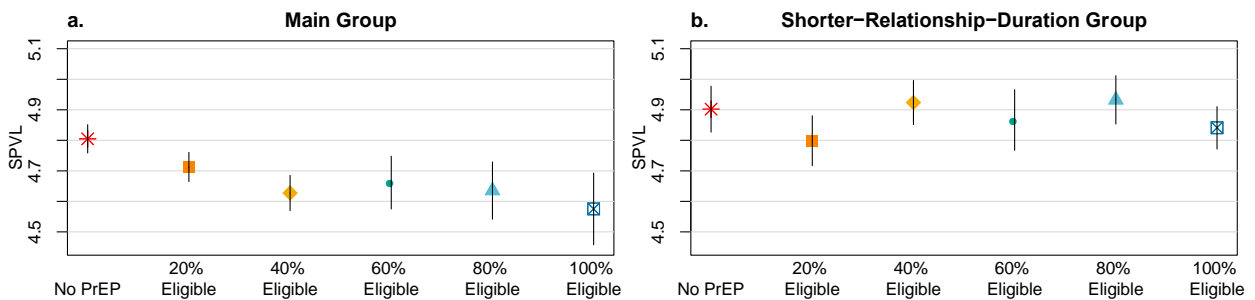 a. Main Group
SPVL
5.1
4.9
4.7
4.5
20% 40% 60% 80% 100%
No PrEP Eligible Eligible Eligible Eligible Eligible
b. Shorter−Relationship−Duration Group
SPVL
5.1
4.9
4.7
4.5
20% 40% 60% 80% 100%
No PrEP Eligible Eligible Eligible Eligible Eligible